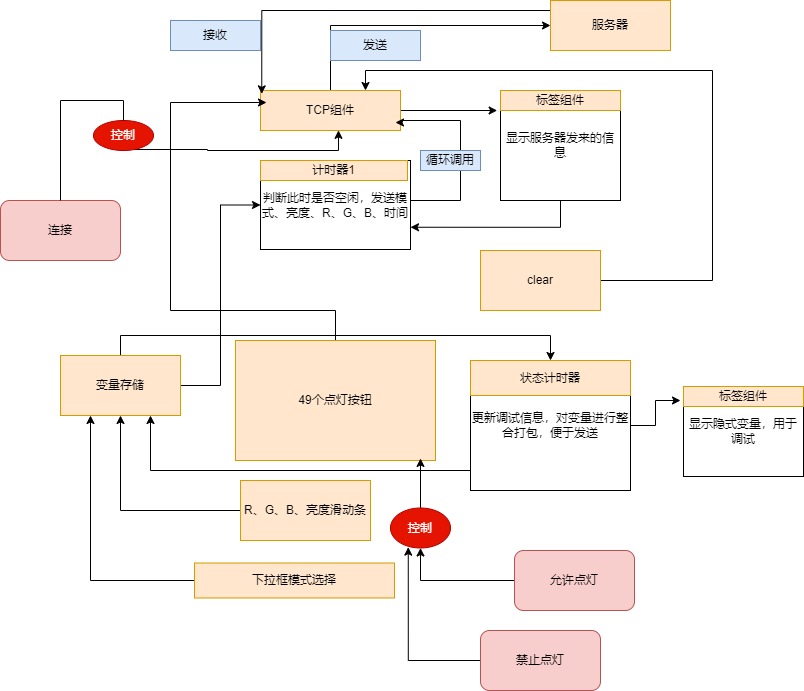 服务器
接收
发送
TCP组件
标签组件
显示服务器发来的信
息
控制
循环调用
计时器1
判断此时是否空闲，发送模
式、亮度、R、G、B、时间
连接
clear
变量存储
49个点灯按钮
状态计时器
更新调试信息，对变量进行整
合打包，便于发送
标签组件
显示隐式变量，用于
调试
R、G、B、亮度滑动条
控制
下拉框模式选择
允许点灯
禁止点灯